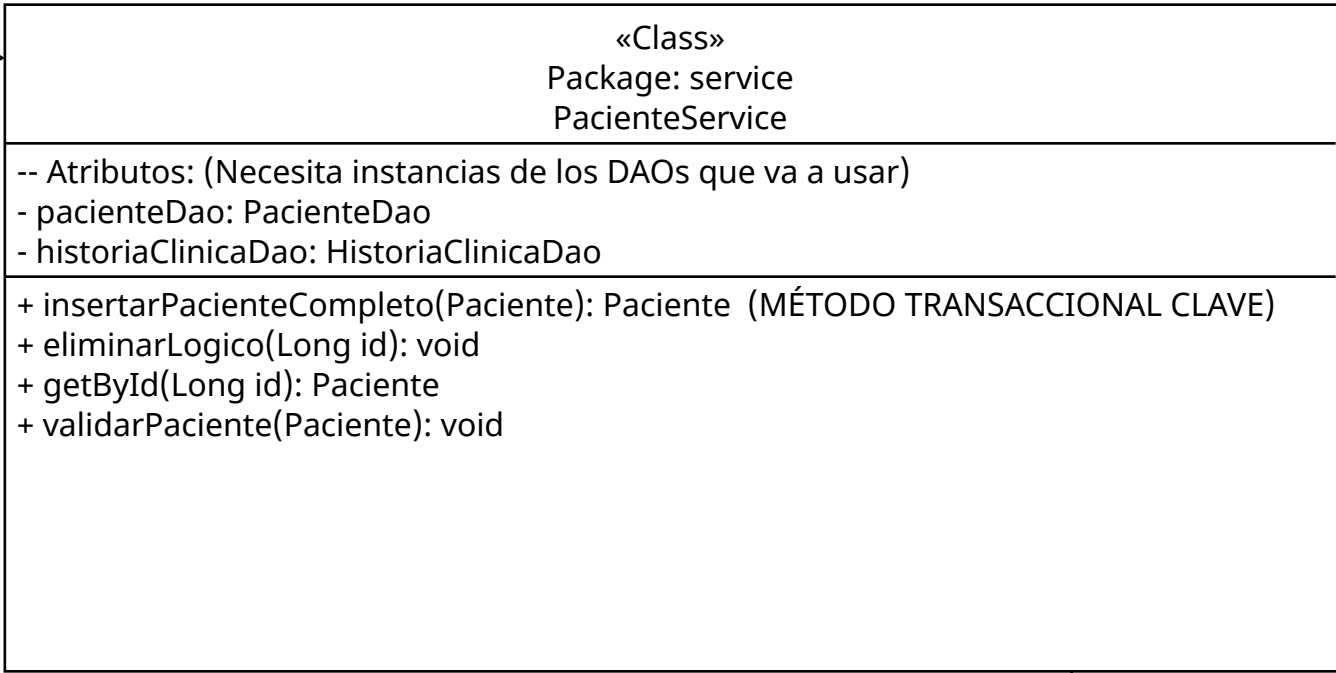 «Class»
Package: service
PacienteService
-- Atributos: (Necesita instancias de los DAOs que va a usar)
- pacienteDao: PacienteDao
- historiaClinicaDao: HistoriaClinicaDao
+ insertarPacienteCompleto(Paciente): Paciente  (MÉTODO TRANSACCIONAL CLAVE)
+ eliminarLogico(Long id): void
+ getById(Long id): Paciente
+ validarPaciente(Paciente): void